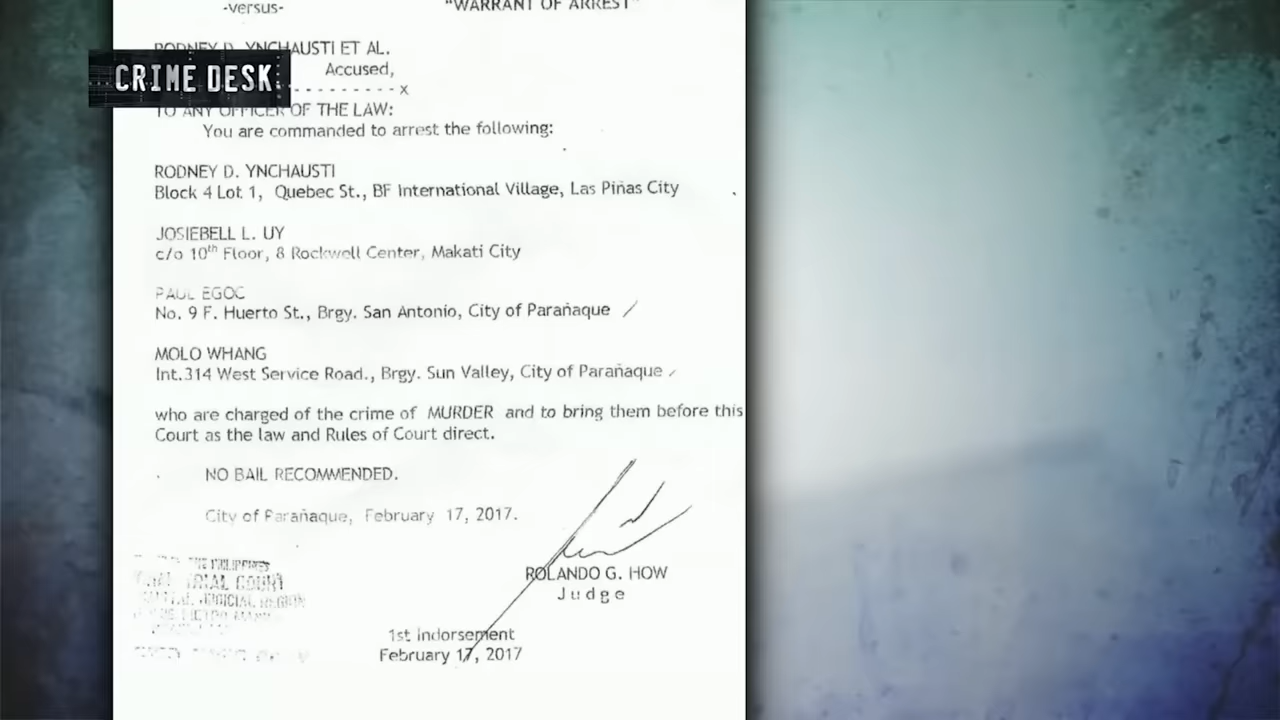 -versus- "WARRANT OF ARREST"
RODNEY D. YNCHAUSTI ET AL.
Accused,
CRIME DESK
- - - - - - - - - - x
TO ANY OFFICER OF THE LAW:
You are commanded to arrest the following:
RODNEY D. YNCHAUSTI
Block 4 Lot 1, Quebec St., BF International Village, Las Piñas City
JOSIEBELL L. UY
c/o 10th Floor, 8 Rockwell Center, Makati City
PAUL EGOC
No. 9 F. Huerto St., Brgy. San Antonio, City of Parañaque
MOLO WHANG
Int.314 West Service Road., Brgy. Sun Valley, City of Parañaque
who are charged of the crime of MURDER and to bring them before this
Court as the law and Rules of Court direct.
NO BAIL RECOMMENDED.
City of Parañaque, February 17, 2017.
ROLANDO G. HOW
Judge
TRIAL COURT
JUDICIAL REGION
1st Indorsement
February 17, 2017